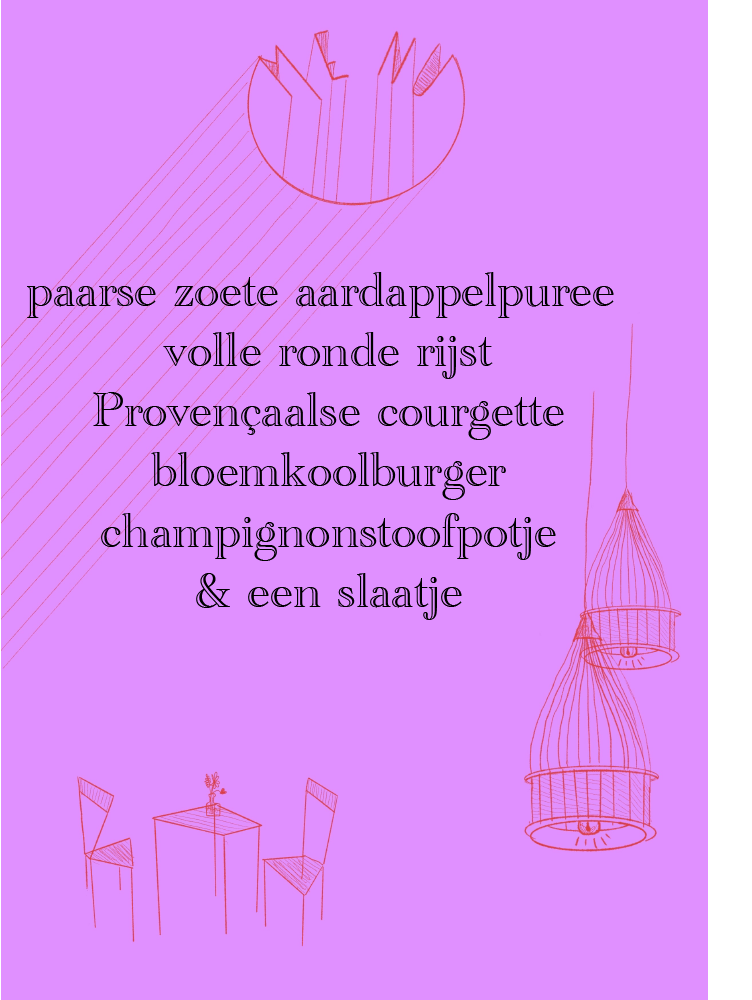 paarse zoete aardappelpuree
volle ronde rijst
Provençaalse courgette
bloemkoolburger
champignonstoofpotje
& een slaatje